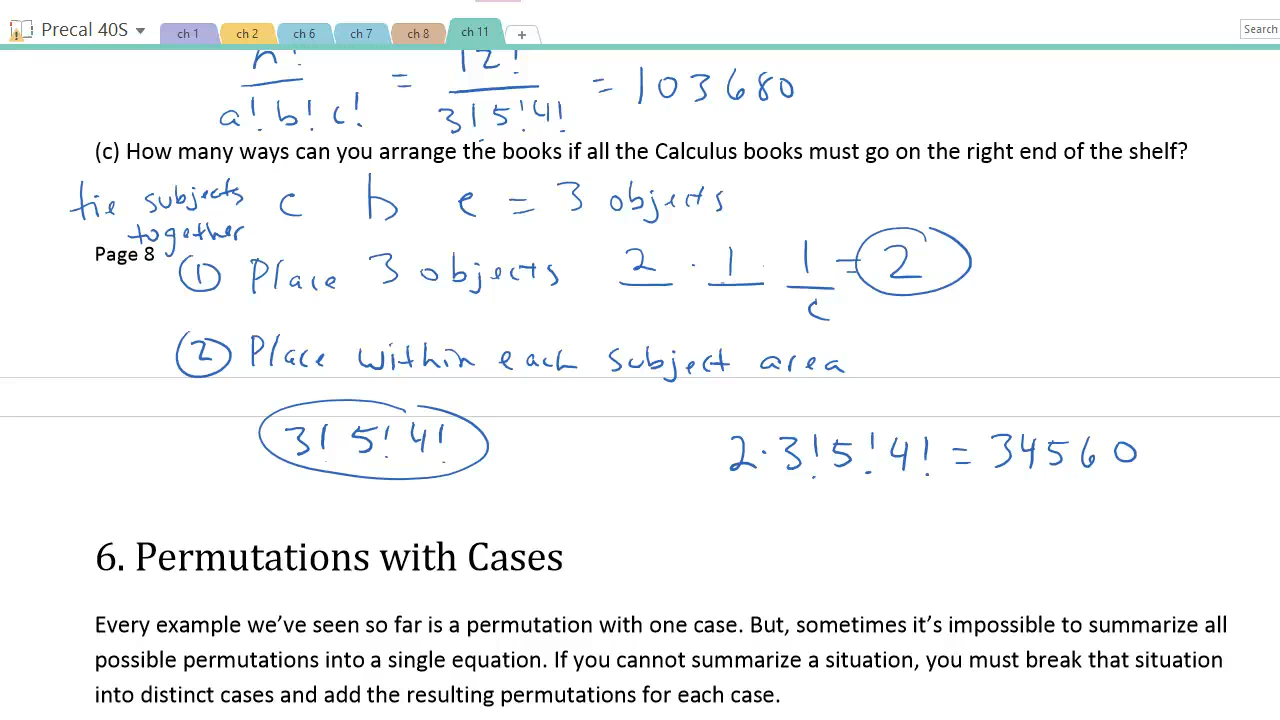 Precal 40S ch 1 ch 2 ch 6 ch 7 ch 8 ch 11 + Search
n! / a! b! c! = 12! / 3! 5! 4! = 103680
(c) How many ways can you arrange the books if all the Calculus books must go on the right end of the shelf?
tie subjects together c b e = 3 objects
Page 8
(1) Place 3 objects 2 · 1 · 1 = 2
c
(2) Place within each subject area
3! 5! 4! 2 · 3! 5! 4! = 34560
6. Permutations with Cases
Every example we've seen so far is a permutation with one case. But, sometimes it's impossible to summarize all
possible permutations into a single equation. If you cannot summarize a situation, you must break that situation
into distinct cases and add the resulting permutations for each case.